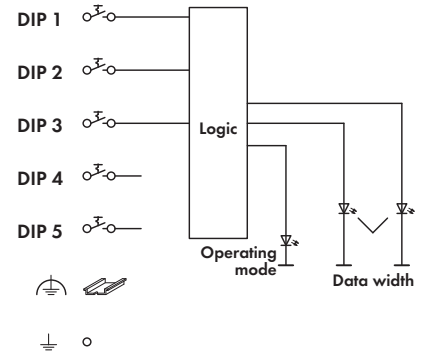 DIP 1
DIP 2
DIP 3
Logic
DIP 4
DIP 5
Operating
mode
Data width